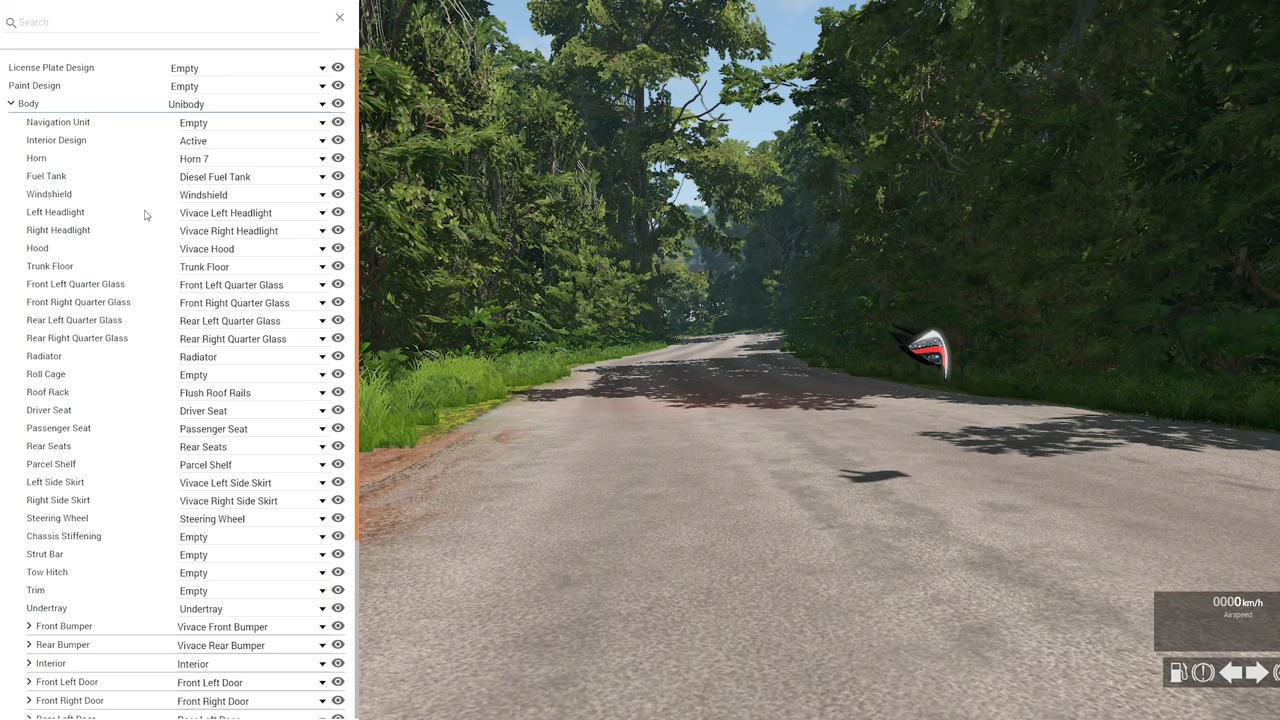 Search
License Plate Design Empty
Paint Design Empty
Body Unibody
Navigation Unit Empty
Interior Design Active
Horn Horn 7
Fuel Tank Diesel Fuel Tank
Windshield Windshield
Left Headlight Vivace Left Headlight
Right Headlight Vivace Right Headlight
Hood Vivace Hood
Trunk Floor Trunk Floor
Front Left Quarter Glass Front Left Quarter Glass
Front Right Quarter Glass Front Right Quarter Glass
Rear Left Quarter Glass Rear Left Quarter Glass
Rear Right Quarter Glass Rear Right Quarter Glass
Radiator Radiator
Roll Cage Empty
Roof Rack Flush Roof Rails
Driver Seat Driver Seat
Passenger Seat Passenger Seat
Rear Seats Rear Seats
Parcel Shelf Parcel Shelf
Left Side Skirt Vivace Left Side Skirt
Right Side Skirt Vivace Right Side Skirt
Steering Wheel Steering Wheel
Chassis Stiffening Empty
Strut Bar Empty
Tow Hitch Empty
Trim Empty
Undertray Undertray
Front Bumper Vivace Front Bumper
Rear Bumper Vivace Rear Bumper
Interior Interior
Front Left Door Front Left Door
Front Right Door Front Right Door
Rear Left Door Rear Left Door
0000 km/h
Airspeed